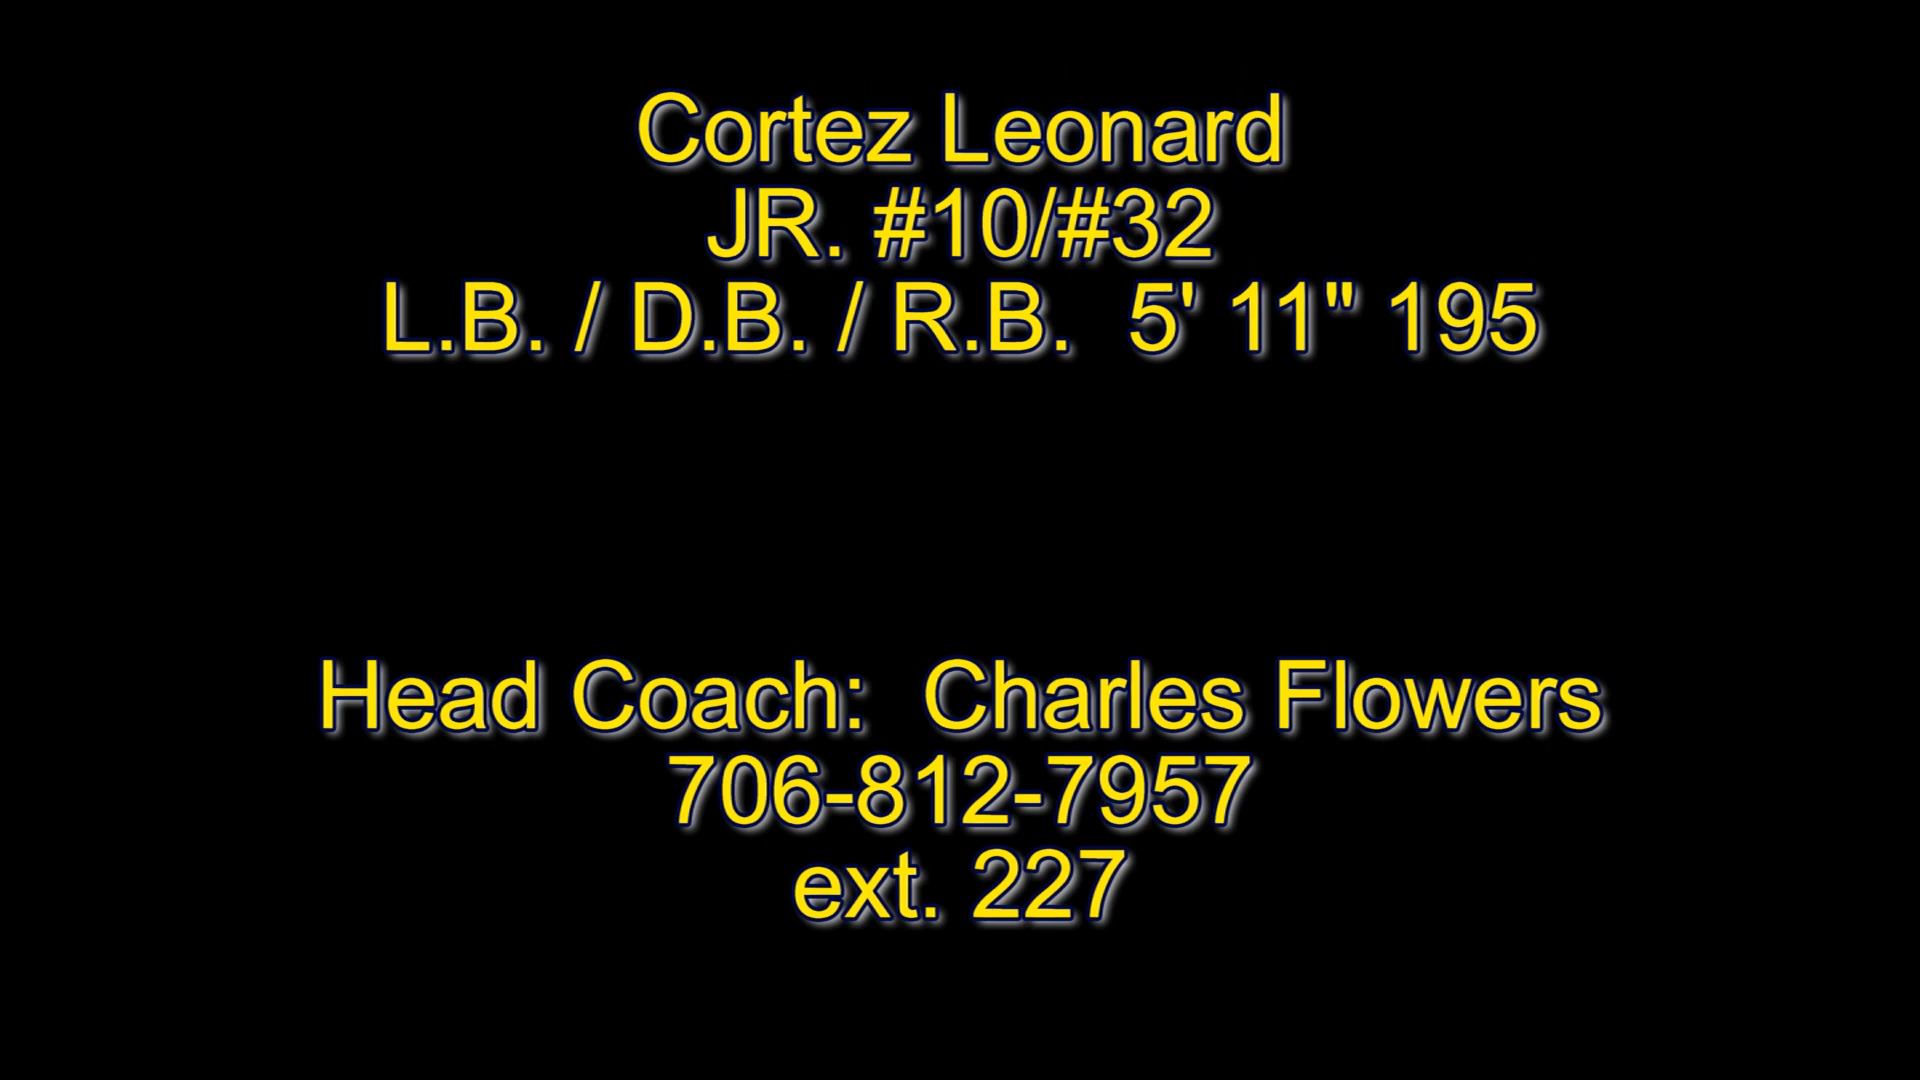 Cortez Leonard
JR. #10/#32
L.B. / D.B. / R.B.  5' 11" 195
Head Coach:  Charles Flowers
706-812-7957
ext. 227